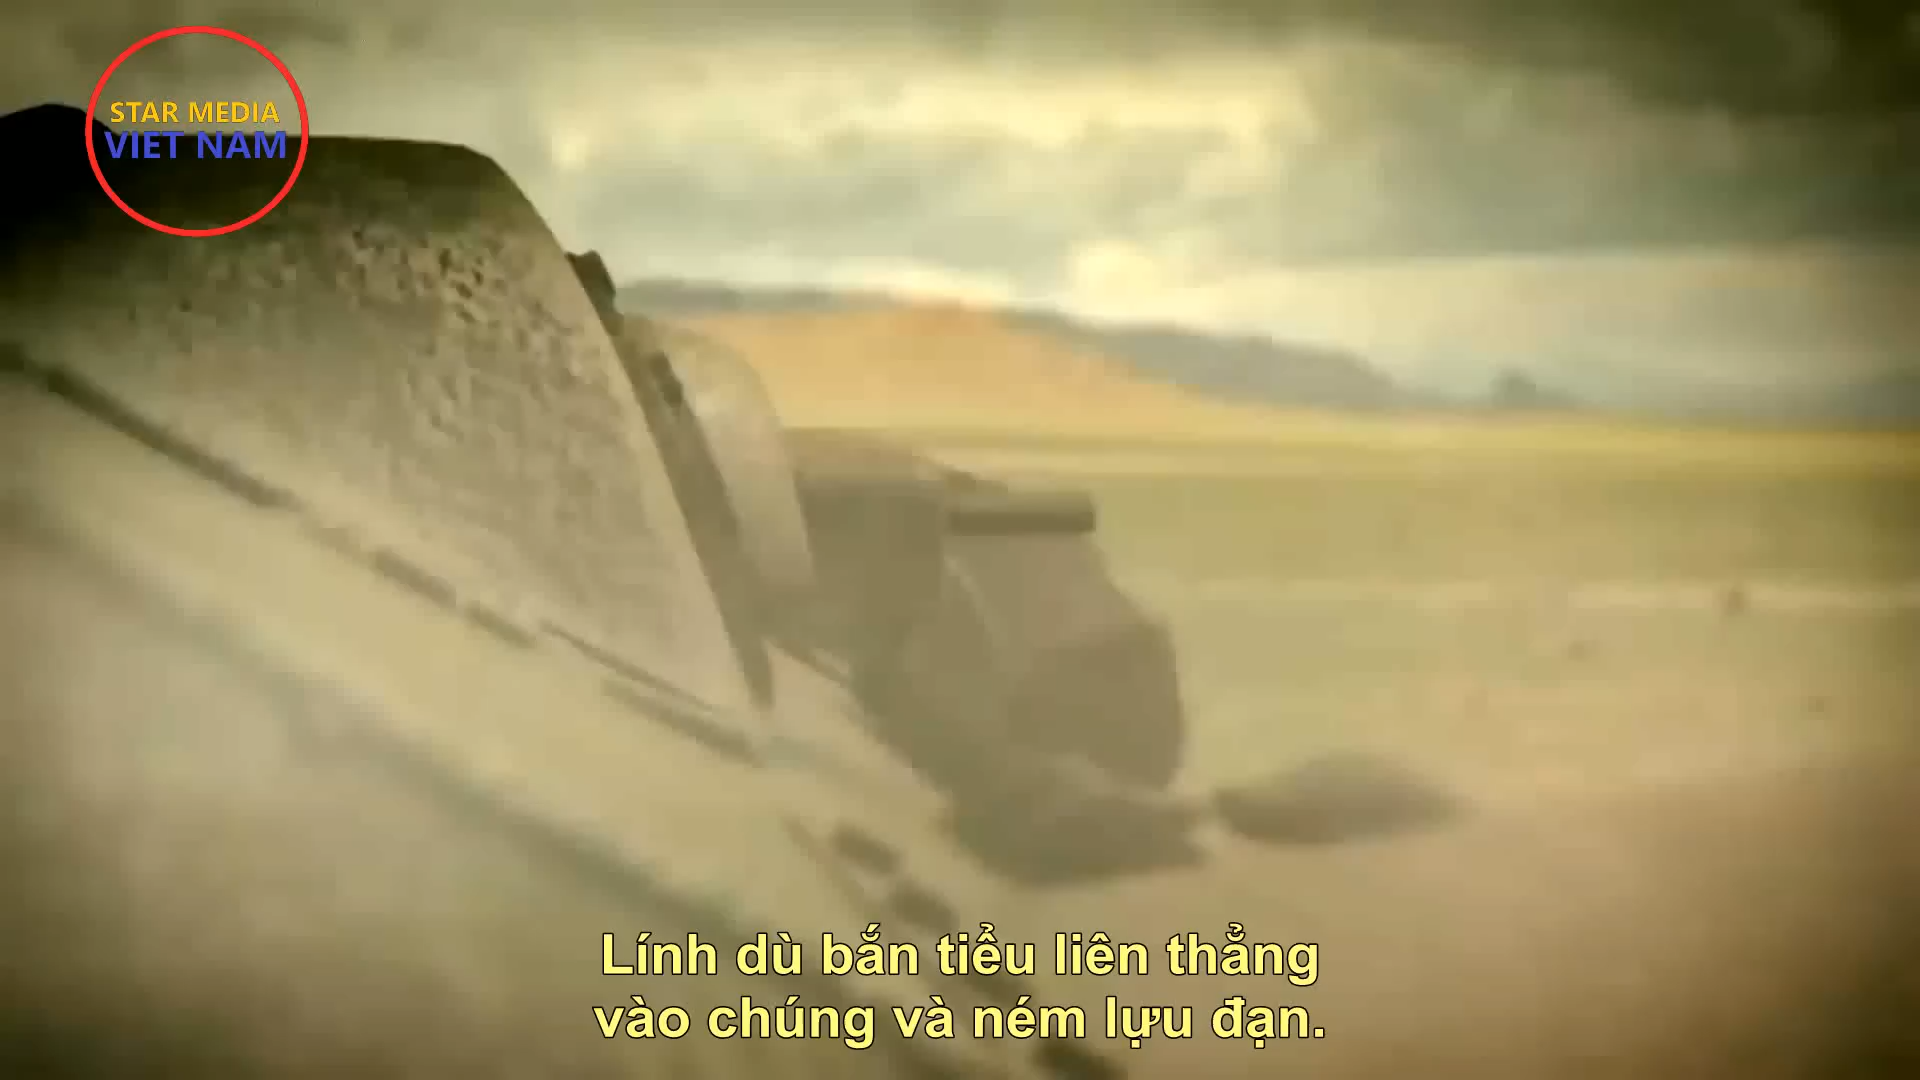 STAR MEDIA
VIET NAM
Lính dù bắn tiểu liên thẳng
vào chúng và ném lựu đạn.